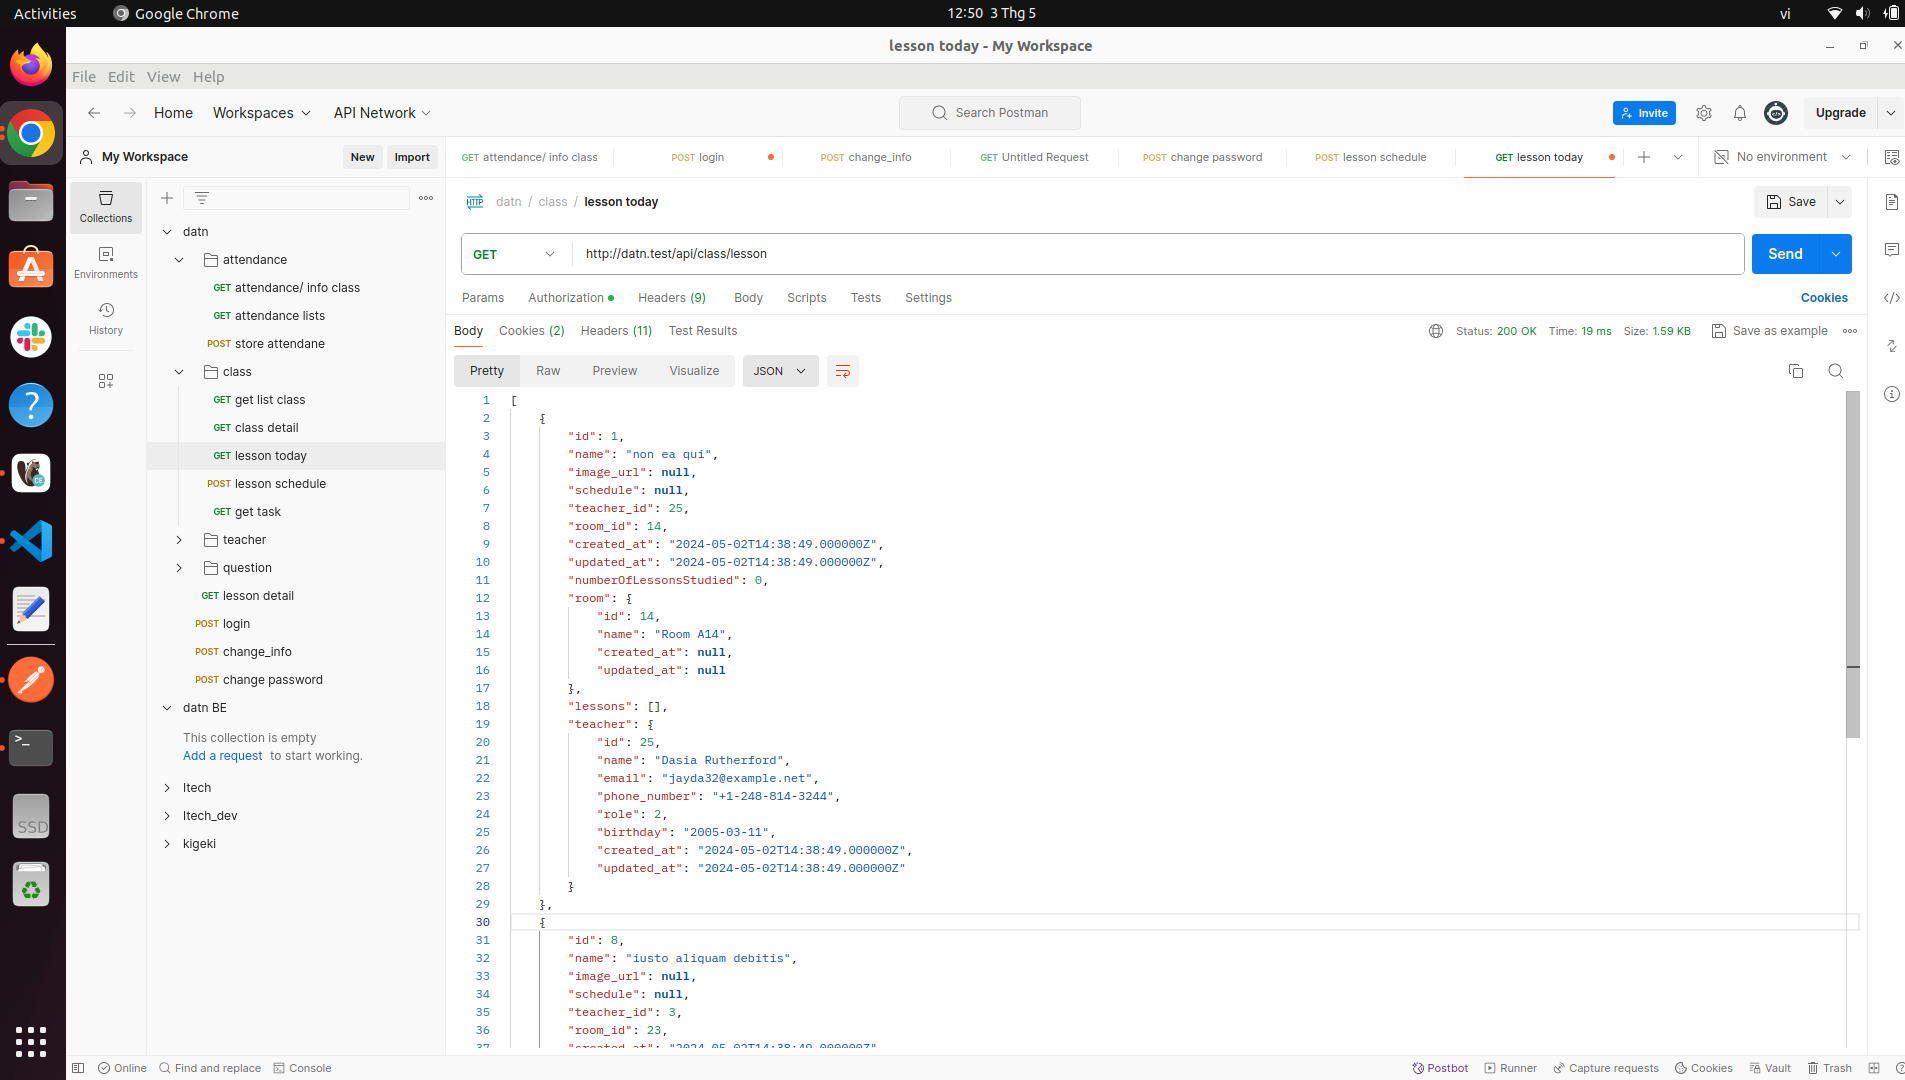 Activities
Google Chrome
12:50 3 Thg 5
vi
lesson today - My Workspace
File Edit View Help
Home Workspaces API Network
Search Postman
Invite
Upgrade
My Workspace
New
Import
GET attendance/ info class
POST login
POST change_info
GET Untitled Request
POST change password
POST lesson schedule
GET lesson today
No environment
Collections
Environments
History
datn
attendance
GET attendance/ info class
GET attendance lists
POST store attendane
class
GET get list class
GET class detail
GET lesson today
POST lesson schedule
GET get task
teacher
question
GET lesson detail
POST login
POST change_info
POST change password
datn BE
This collection is empty
Add a request to start working.
Itech
Itech_dev
kigeki
HTTP datn / class / lesson today
Save
GET http://datn.test/api/class/lesson
Send
Params Authorization Headers (9) Body Scripts Tests Settings
Cookies
Body Cookies (2) Headers (11) Test Results
Status: 200 OK Time: 19 ms Size: 1.59 KB
Save as example
Pretty Raw Preview Visualize
JSON
1 [
2 {
3 "id": 1,
4 "name": "non ea qui",
5 "image_url": null,
6 "schedule": null,
7 "teacher_id": 25,
8 "room_id": 14,
9 "created_at": "2024-05-02T14:38:49.000000Z",
10 "updated_at": "2024-05-02T14:38:49.000000Z",
11 "numberOfLessonsStudied": 0,
12 "room": {
13 "id": 14,
14 "name": "Room A14",
15 "created_at": null,
16 "updated_at": null
17 },
18 "lessons": [],
19 "teacher": {
20 "id": 25,
21 "name": "Dasia Rutherford",
22 "email": "jayda32@example.net",
23 "phone_number": "+1-248-814-3244",
24 "role": 2,
25 "birthday": "2005-03-11",
26 "created_at": "2024-05-02T14:38:49.000000Z",
27 "updated_at": "2024-05-02T14:38:49.000000Z"
28 }
29 },
30 {
31 "id": 8,
32 "name": "iusto aliquam debitis",
33 "image_url": null,
34 "schedule": null,
35 "teacher_id": 3,
36 "room_id": 23,
37 "created_at": "2024-05-02T14:38:49.000000Z"
SSD
Online
Find and replace
Console
Postbot
Runner
Capture requests
Cookies
Vault
Trash